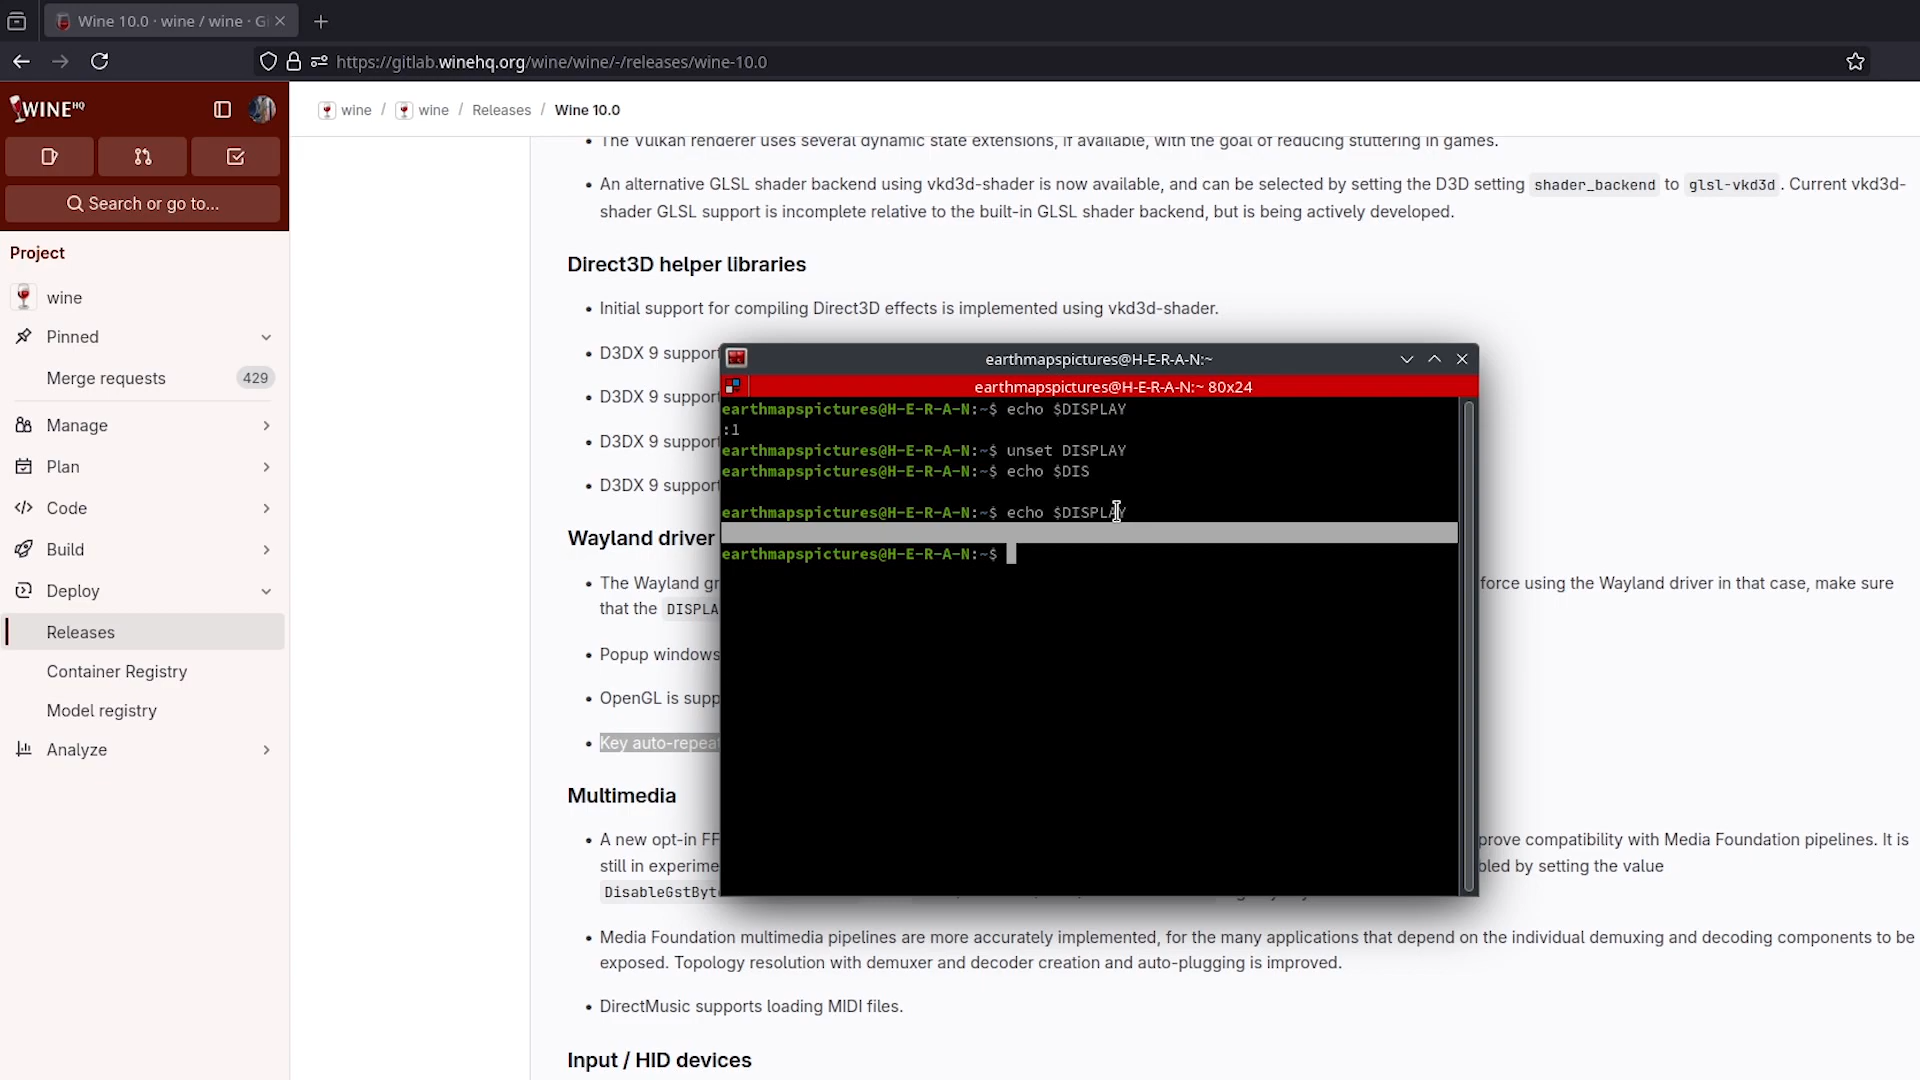 Wine 10.0 · wine / wine · G
https://gitlab.winehq.org/wine/wine/-/releases/wine-10.0
WINE HQ
Search or go to...
Project
wine
Pinned
Merge requests 429
Manage
Plan
Code
Build
Deploy
Releases
Container Registry
Model registry
Analyze
wine / wine / Releases / Wine 10.0
• The Vulkan renderer uses several dynamic state extensions, if available, with the goal of reducing stuttering in games.
• An alternative GLSL shader backend using vkd3d-shader is now available, and can be selected by setting the D3D setting shader_backend to glsl-vkd3d. Current vkd3d-
shader GLSL support is incomplete relative to the built-in GLSL shader backend, but is being actively developed.
Direct3D helper libraries
• Initial support for compiling Direct3D effects is implemented using vkd3d-shader.
• D3DX 9 support
• D3DX 9 support
• D3DX 9 support
• D3DX 9 support
Wayland driver
• The Wayland gr force using the Wayland driver in that case, make sure
that the DISPLA
• Popup windows
• OpenGL is supp
• Key auto-repeat
Multimedia
• A new opt-in FF prove compatibility with Media Foundation pipelines. It is
still in experime bled by setting the value
DisableGstByt
• Media Foundation multimedia pipelines are more accurately implemented, for the many applications that depend on the individual demuxing and decoding components to be
exposed. Topology resolution with demuxer and decoder creation and auto-plugging is improved.
• DirectMusic supports loading MIDI files.
Input / HID devices
earthmapspictures@H-E-R-A-N:~
earthmapspictures@H-E-R-A-N:~ 80x24
earthmapspictures@H-E-R-A-N:~$ echo $DISPLAY
:1
earthmapspictures@H-E-R-A-N:~$ unset DISPLAY
earthmapspictures@H-E-R-A-N:~$ echo $DIS
earthmapspictures@H-E-R-A-N:~$ echo $DISPLAY
earthmapspictures@H-E-R-A-N:~$